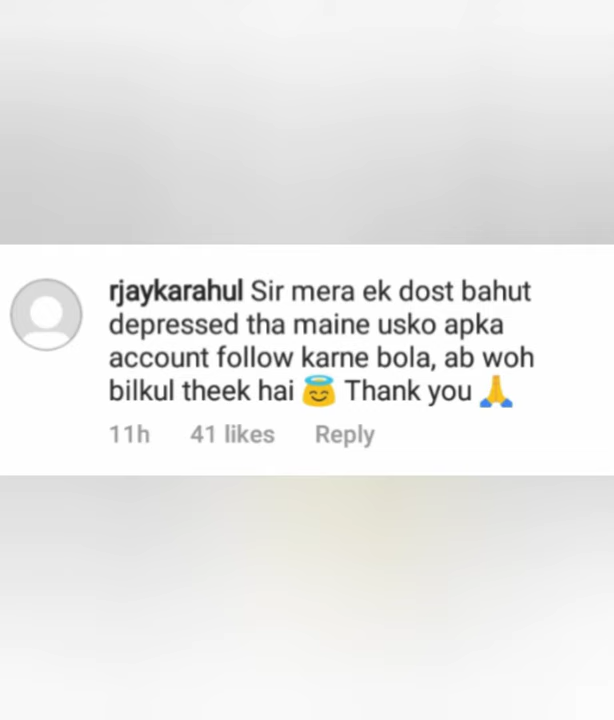 rjaykarahul Sir mera ek dost bahut
depressed tha maine usko apka
account follow karne bola, ab woh
bilkul theek hai 😇 Thank you 🙏
11h 41 likes Reply